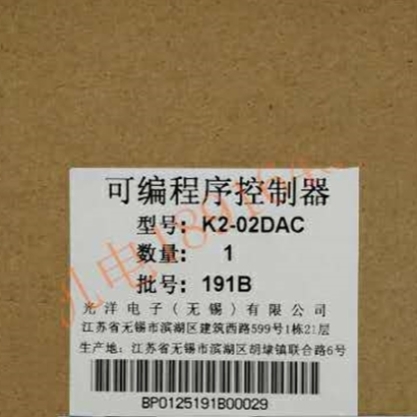 可编程序控制器
型号: K2-02DAC
数量: 1
批号: 191B
光洋电子(无锡)有限公司
江苏省无锡市滨湖区建筑西路599号1栋21层
生产地: 江苏省无锡市滨湖区胡埭镇联合路6号
BP0125191B00029